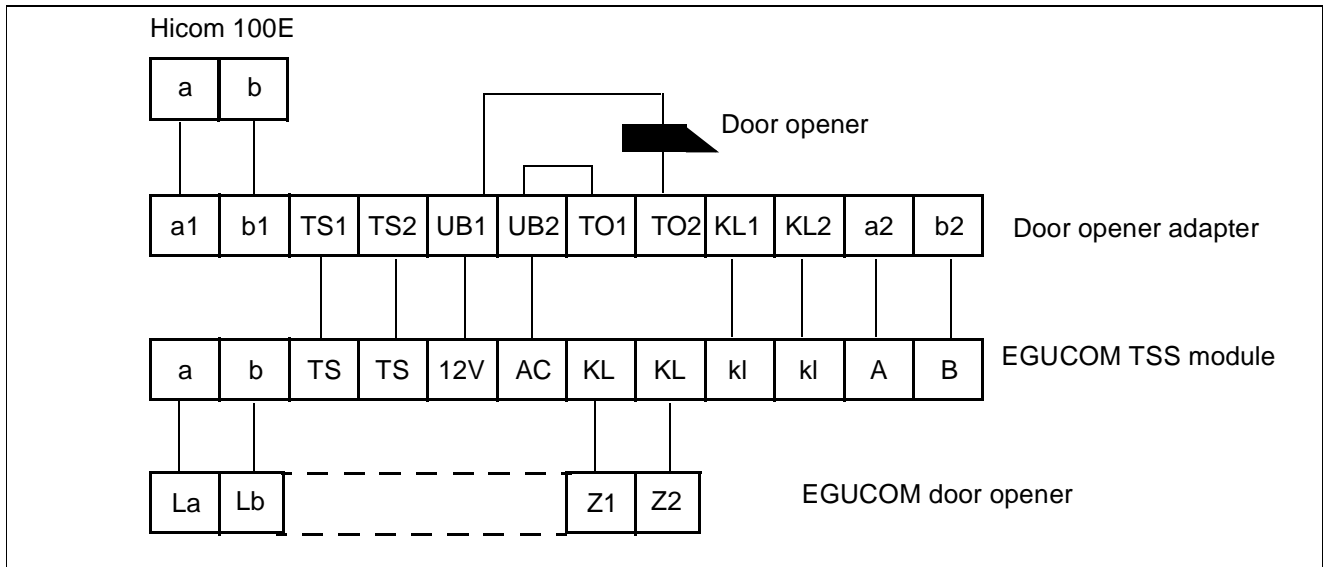 Hicom 100E
a b
Door opener
a1 b1 TS1 TS2 UB1 UB2 TO1 TO2 KL1 KL2 a2 b2 Door opener adapter
a b TS TS 12V AC KL KL kl kl A B EGUCOM TSS module
La Lb Z1 Z2 EGUCOM door opener